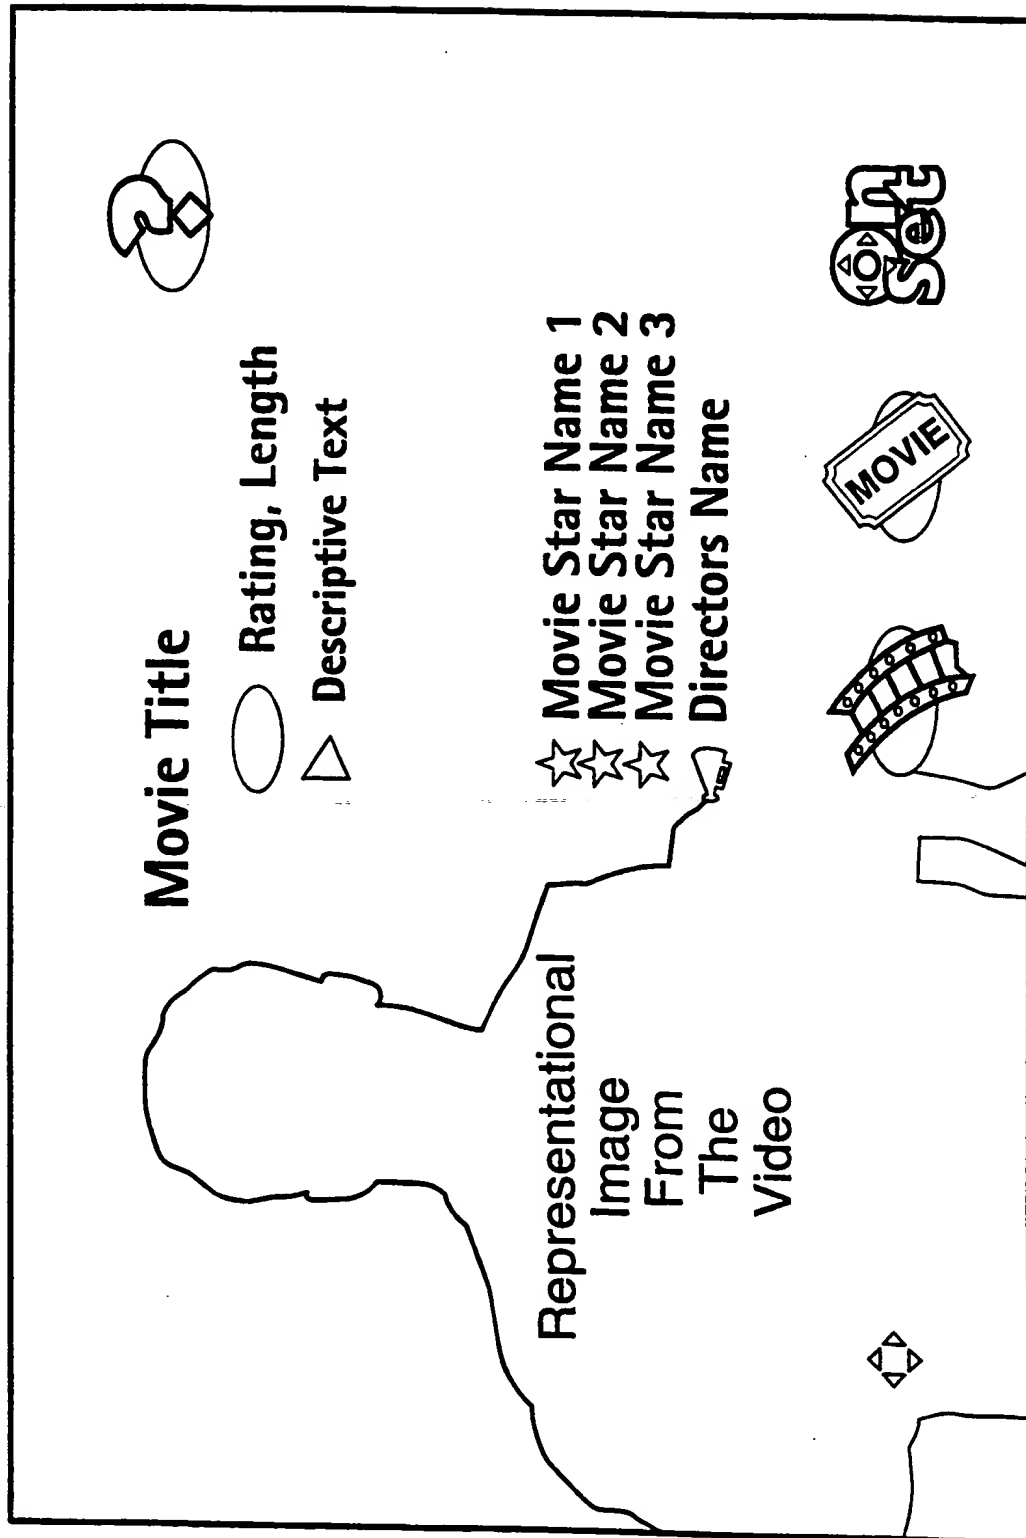 Movie Title
Rating, Length
Descriptive Text
Movie Star Name 1
Movie Star Name 2
Movie Star Name 3
Directors Name
Representational
Image
From
The
Video
MOVIE
on
set